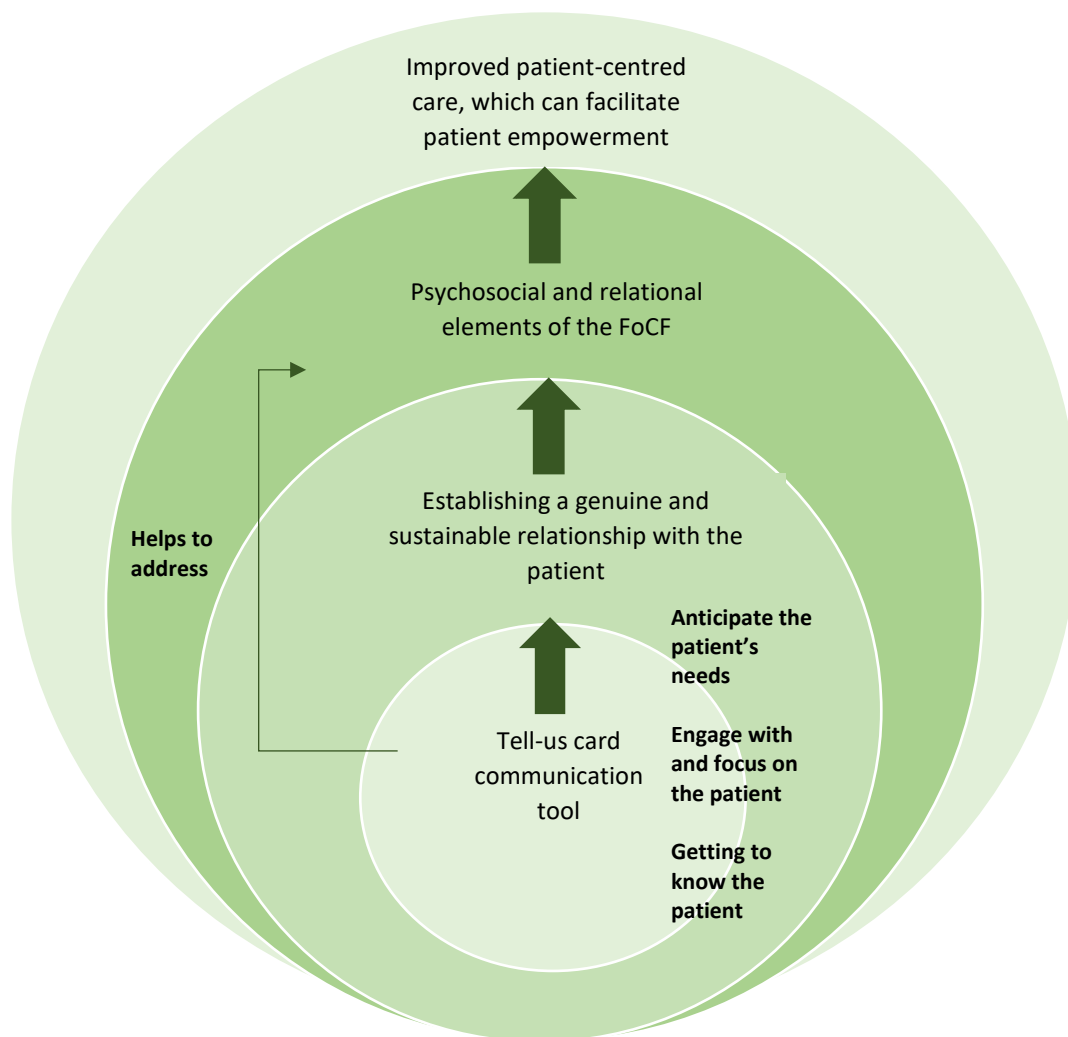 Improved patient-centred
care, which can facilitate
patient empowerment
Psychosocial and relational
elements of the FoCF
Establishing a genuine and
sustainable relationship with the
patient
Helps to
address
Anticipate the
patient’s
needs
Tell-us card
communication
tool
Engage with
and focus on
the patient
Getting to
know the
patient